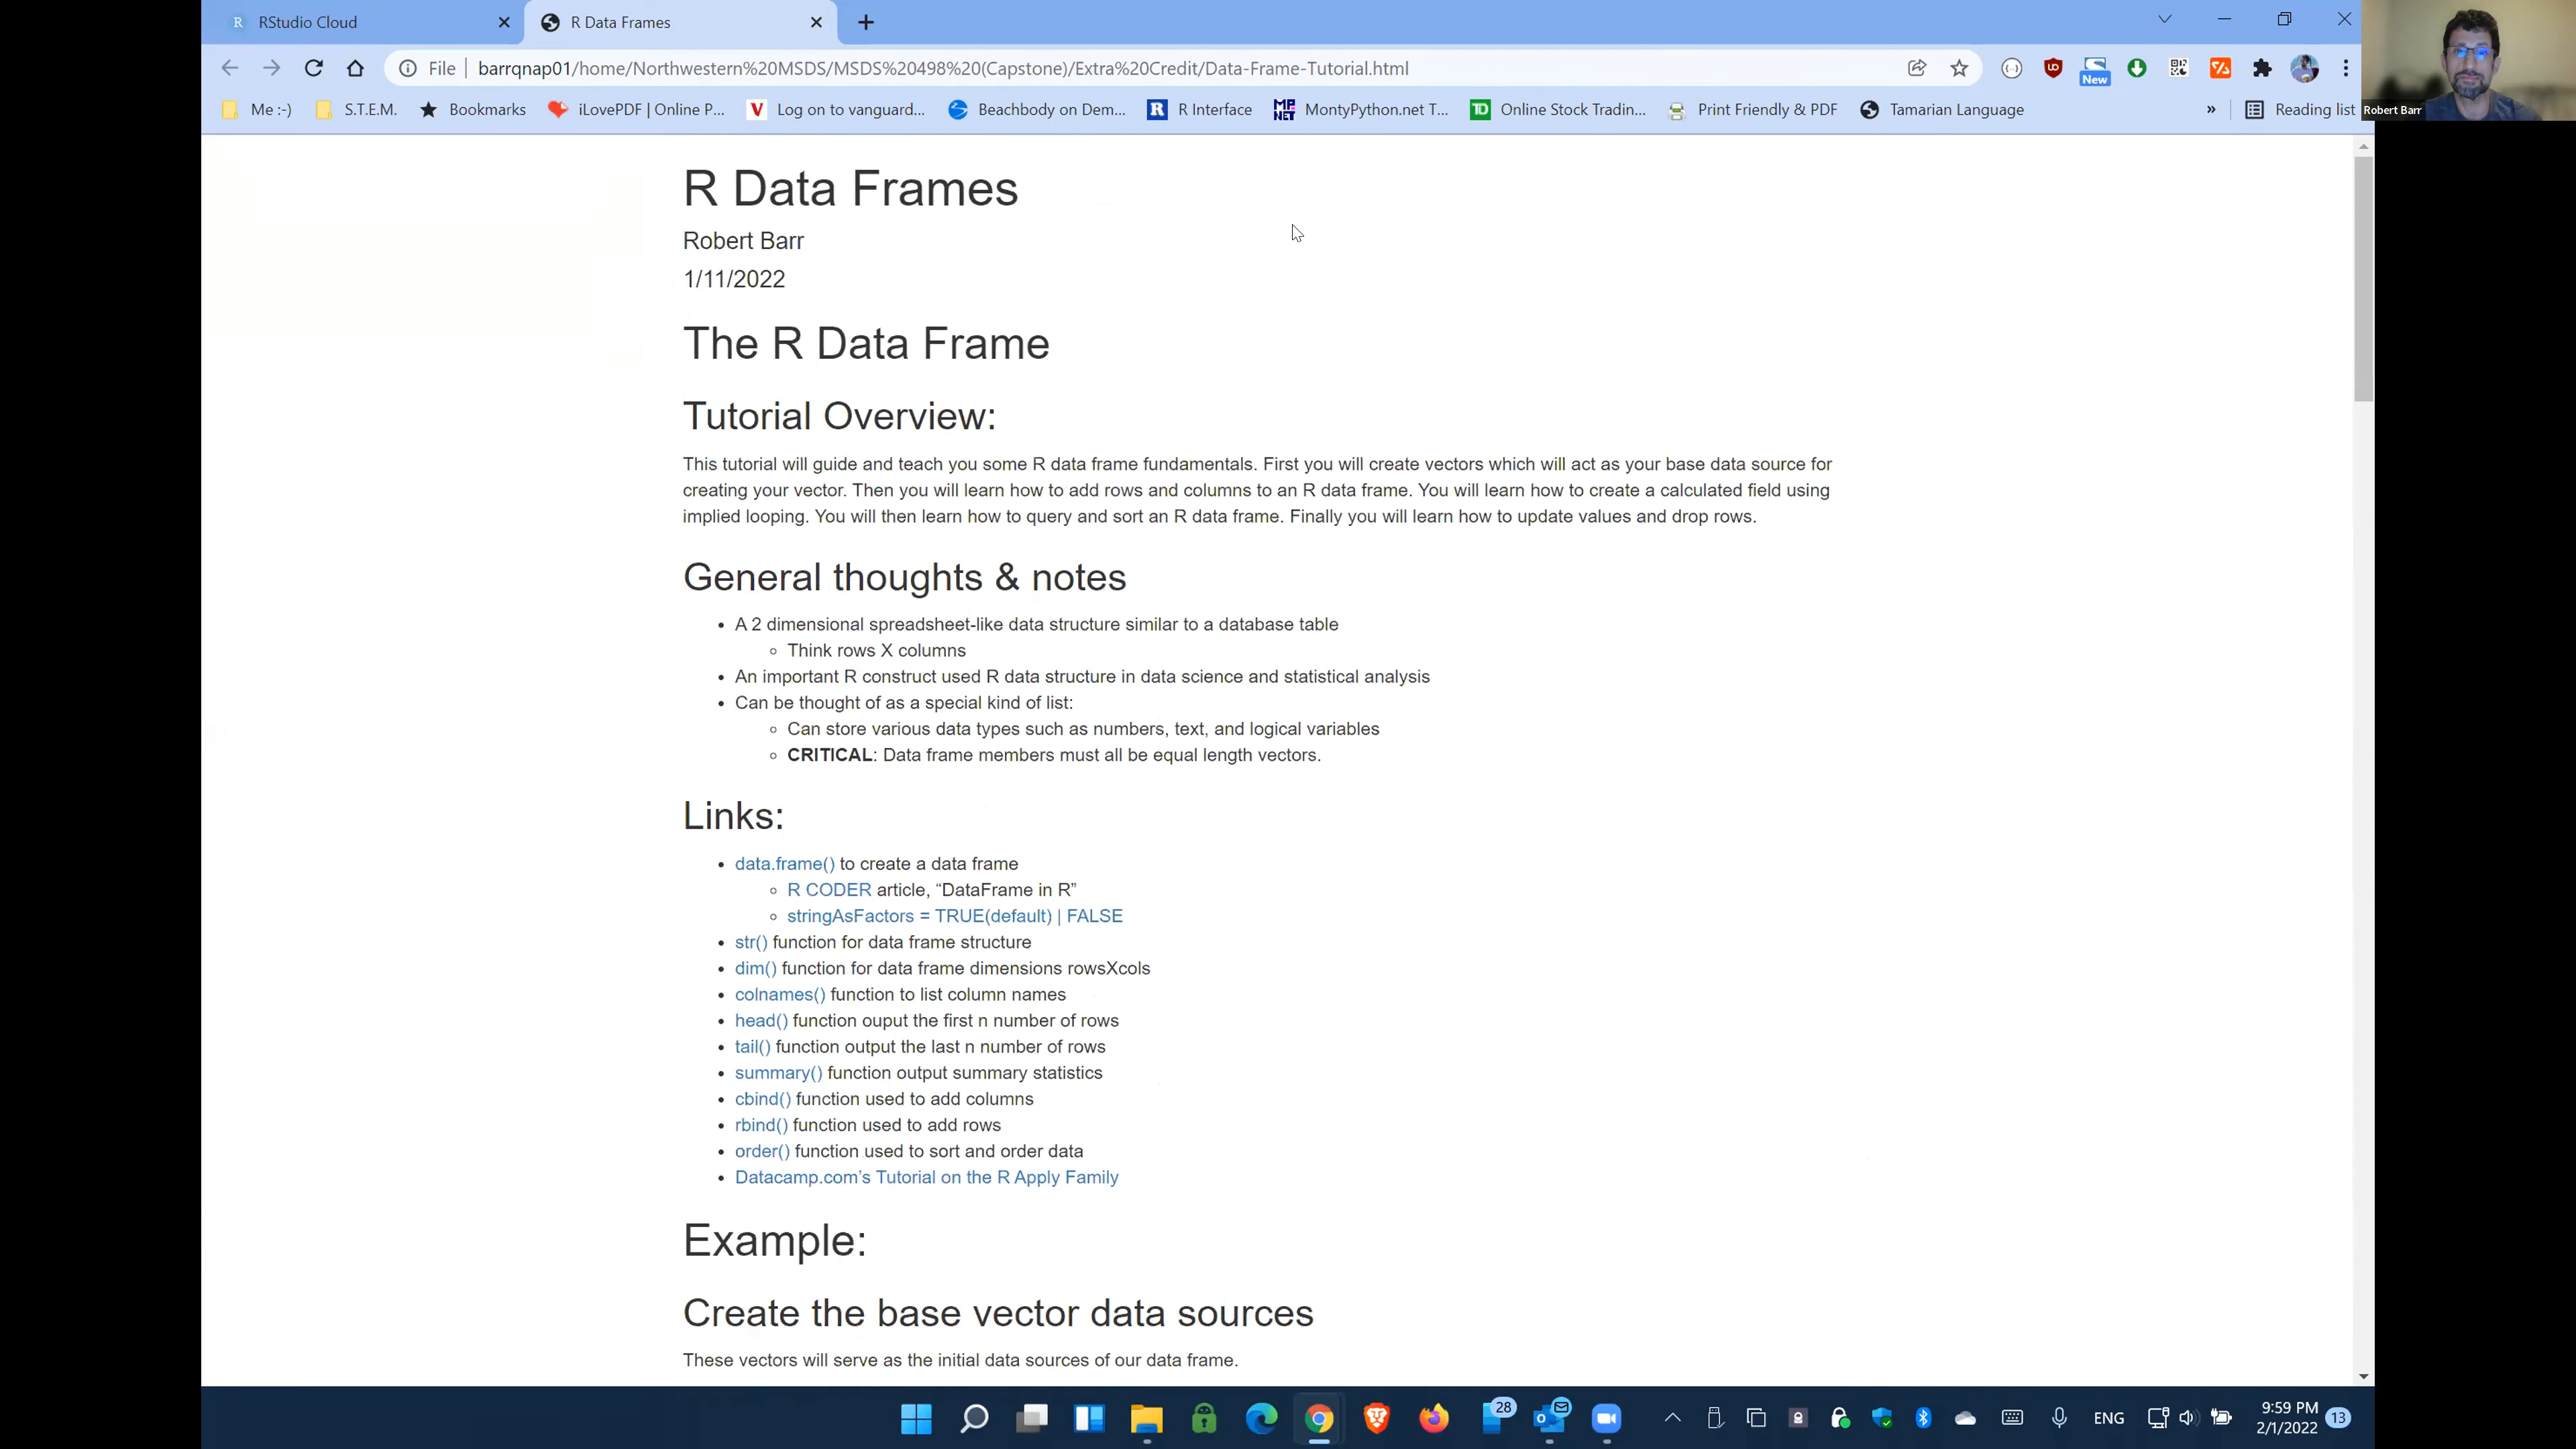 RStudio Cloud
R Data Frames
File
barrqnap01/home/Northwestern%20MSDS/MSDS%20498%20(Capstone)/Extra%20Credit/Data-Frame-Tutorial.html
New
Me :-)
S.T.E.M.
Bookmarks
iLovePDF | Online P...
Log on to vanguard...
Beachbody on Dem...
R Interface
MontyPython.net T...
Online Stock Tradin...
Print Friendly & PDF
Tamarian Language
»
Reading list
Robert Barr
R Data Frames
Robert Barr
1/11/2022
The R Data Frame
Tutorial Overview:
This tutorial will guide and teach you some R data frame fundamentals. First you will create vectors which will act as your base data source for
creating your vector. Then you will learn how to add rows and columns to an R data frame. You will learn how to create a calculated field using
implied looping. You will then learn how to query and sort an R data frame. Finally you will learn how to update values and drop rows.
General thoughts & notes
• A 2 dimensional spreadsheet-like data structure similar to a database table
◦ Think rows X columns
• An important R construct used R data structure in data science and statistical analysis
• Can be thought of as a special kind of list:
◦ Can store various data types such as numbers, text, and logical variables
◦ CRITICAL: Data frame members must all be equal length vectors.
Links:
• data.frame() to create a data frame
◦ R CODER article, “DataFrame in R”
◦ stringAsFactors = TRUE(default) | FALSE
• str() function for data frame structure
• dim() function for data frame dimensions rowsXcols
• colnames() function to list column names
• head() function ouput the first n number of rows
• tail() function output the last n number of rows
• summary() function output summary statistics
• cbind() function used to add columns
• rbind() function used to add rows
• order() function used to sort and order data
• Datacamp.com’s Tutorial on the R Apply Family
Example:
Create the base vector data sources
These vectors will serve as the initial data sources of our data frame.
28
ENG
9:59 PM
2/1/2022
13